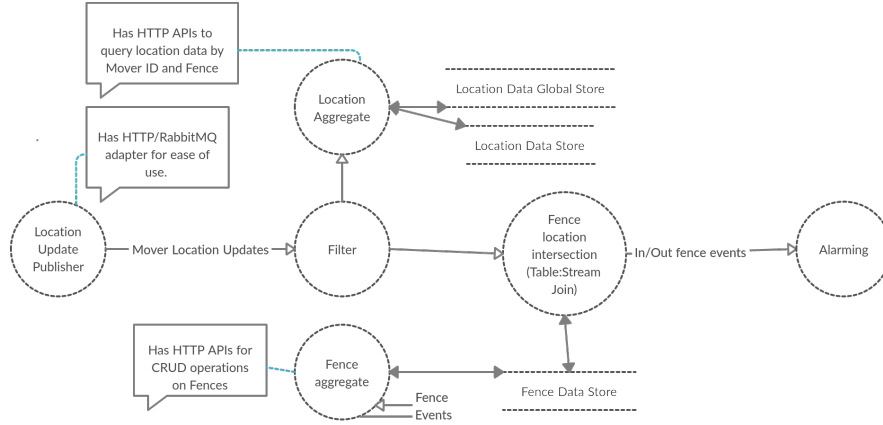 Has HTTP APIs to
query location data by
Mover ID and Fence
Location
Aggregate
Location Data Global Store
Location Data Store
Has HTTP/RabbitMQ
adapter for ease of
use.
Location
Update
Publisher
Mover Location Updates
Filter
Fence
location
intersection
(Table:Stream
Join)
In/Out fence events
Alarming
Has HTTP APIs for
CRUD operations
on Fences
Fence
aggregate
Fence
Events
Fence Data Store